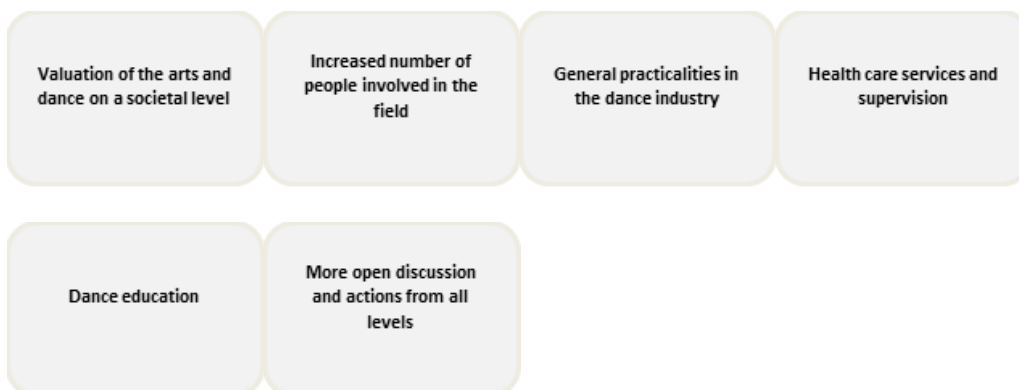 Valuation of the arts and
dance on a societal level
Increased number of
people involved in the
field
General practicalities in
the dance industry
Health care services and
supervision
Dance education
More open discussion
and actions from all
levels